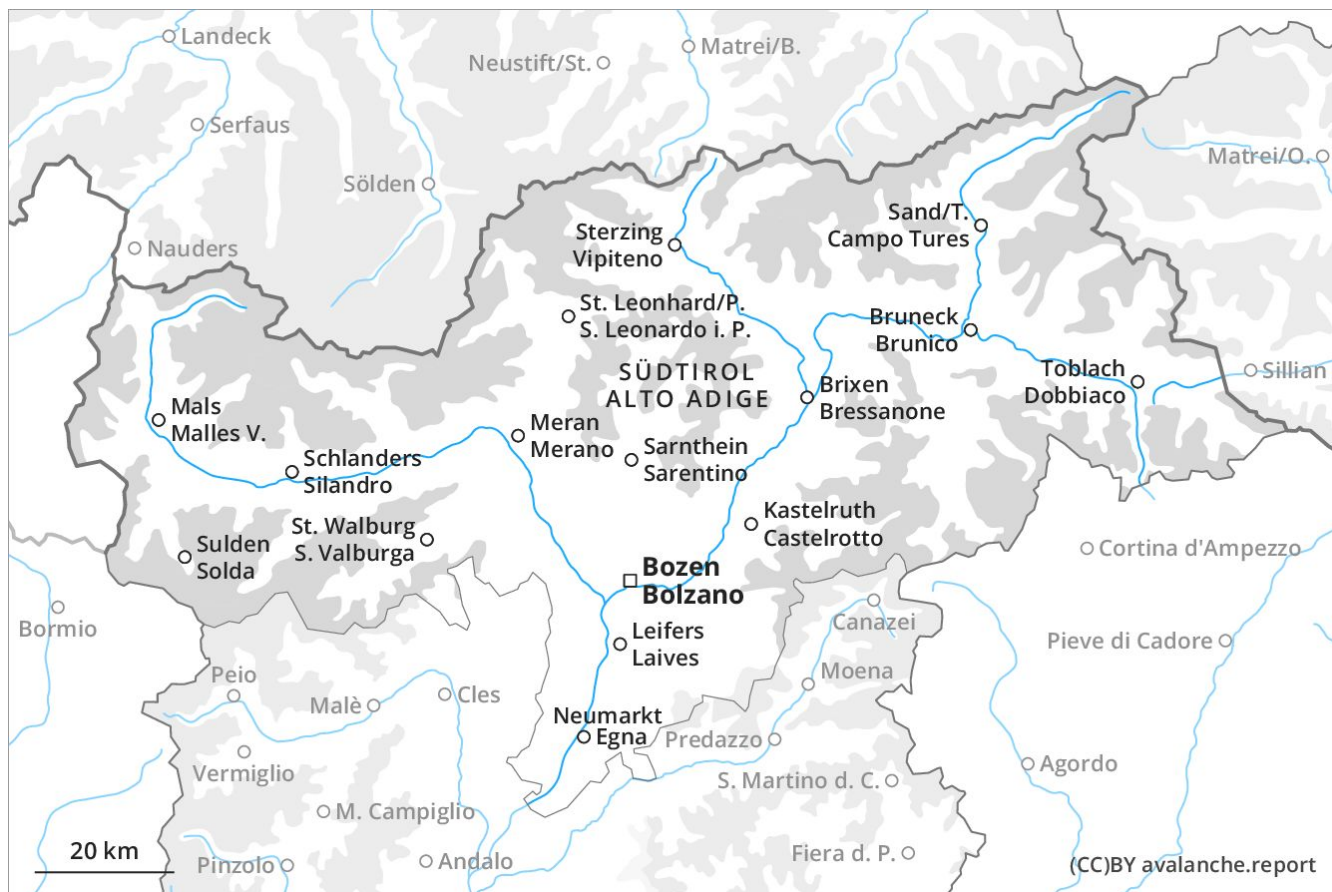 Landeck
Matrei/B.
Neustift/St.
Serfaus
Matrei/O.
Sölden
Sand/T.
Campo Tures
Sterzing
Vipiteno
Nauders
St. Leonhard/P.
S. Leonardo i. P.
Bruneck
Brunico
SÜDTIROL
ALTO ADIGE
Toblach
Dobbiaco
Sillian
Brixen
Bressanone
Mals
Malles V.
Meran
Merano
Sarnthein
Sarentino
Schlanders
Silandro
Kastelruth
Castelrotto
St. Walburg
S. Valburga
Sulden
Solda
Cortina d'Ampezzo
Bozen
Bolzano
Bormio
Canazei
Leifers
Laives
Pieve di Cadore
Peio
Moena
Malè
Cles
Neumarkt
Egna
Predazzo
Vermiglio
Agordo
S. Martino d. C.
M. Campiglio
20 km
Pinzolo
Andalo
Fiera d. P.
(CC)BY avalanche.report